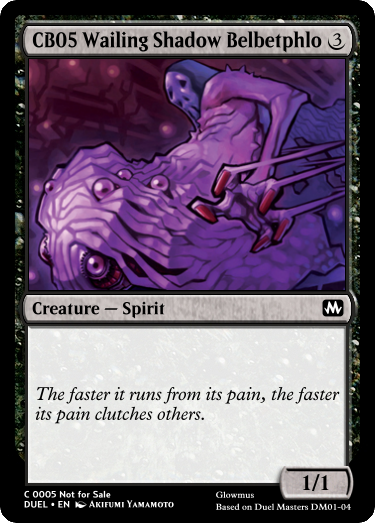 CB05 Wailing Shadow Belbetphlo 3
Creature — Spirit
The faster it runs from its pain, the faster
its pain clutches others.
1/1
C 0005 Not for Sale
DUEL • EN Akifumi Yamamoto
Glowmus
Based on Duel Masters DM01-04